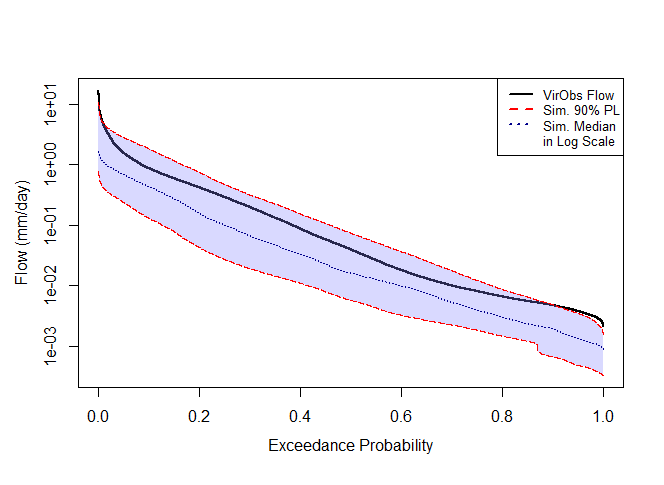 VirObs Flow
Sim. 90% PL
Sim. Median
in Log Scale
Flow (mm/day)
1e+01
1e+00
1e-01
1e-02
1e-03
0.0 0.2 0.4 0.6 0.8 1.0
Exceedance Probability